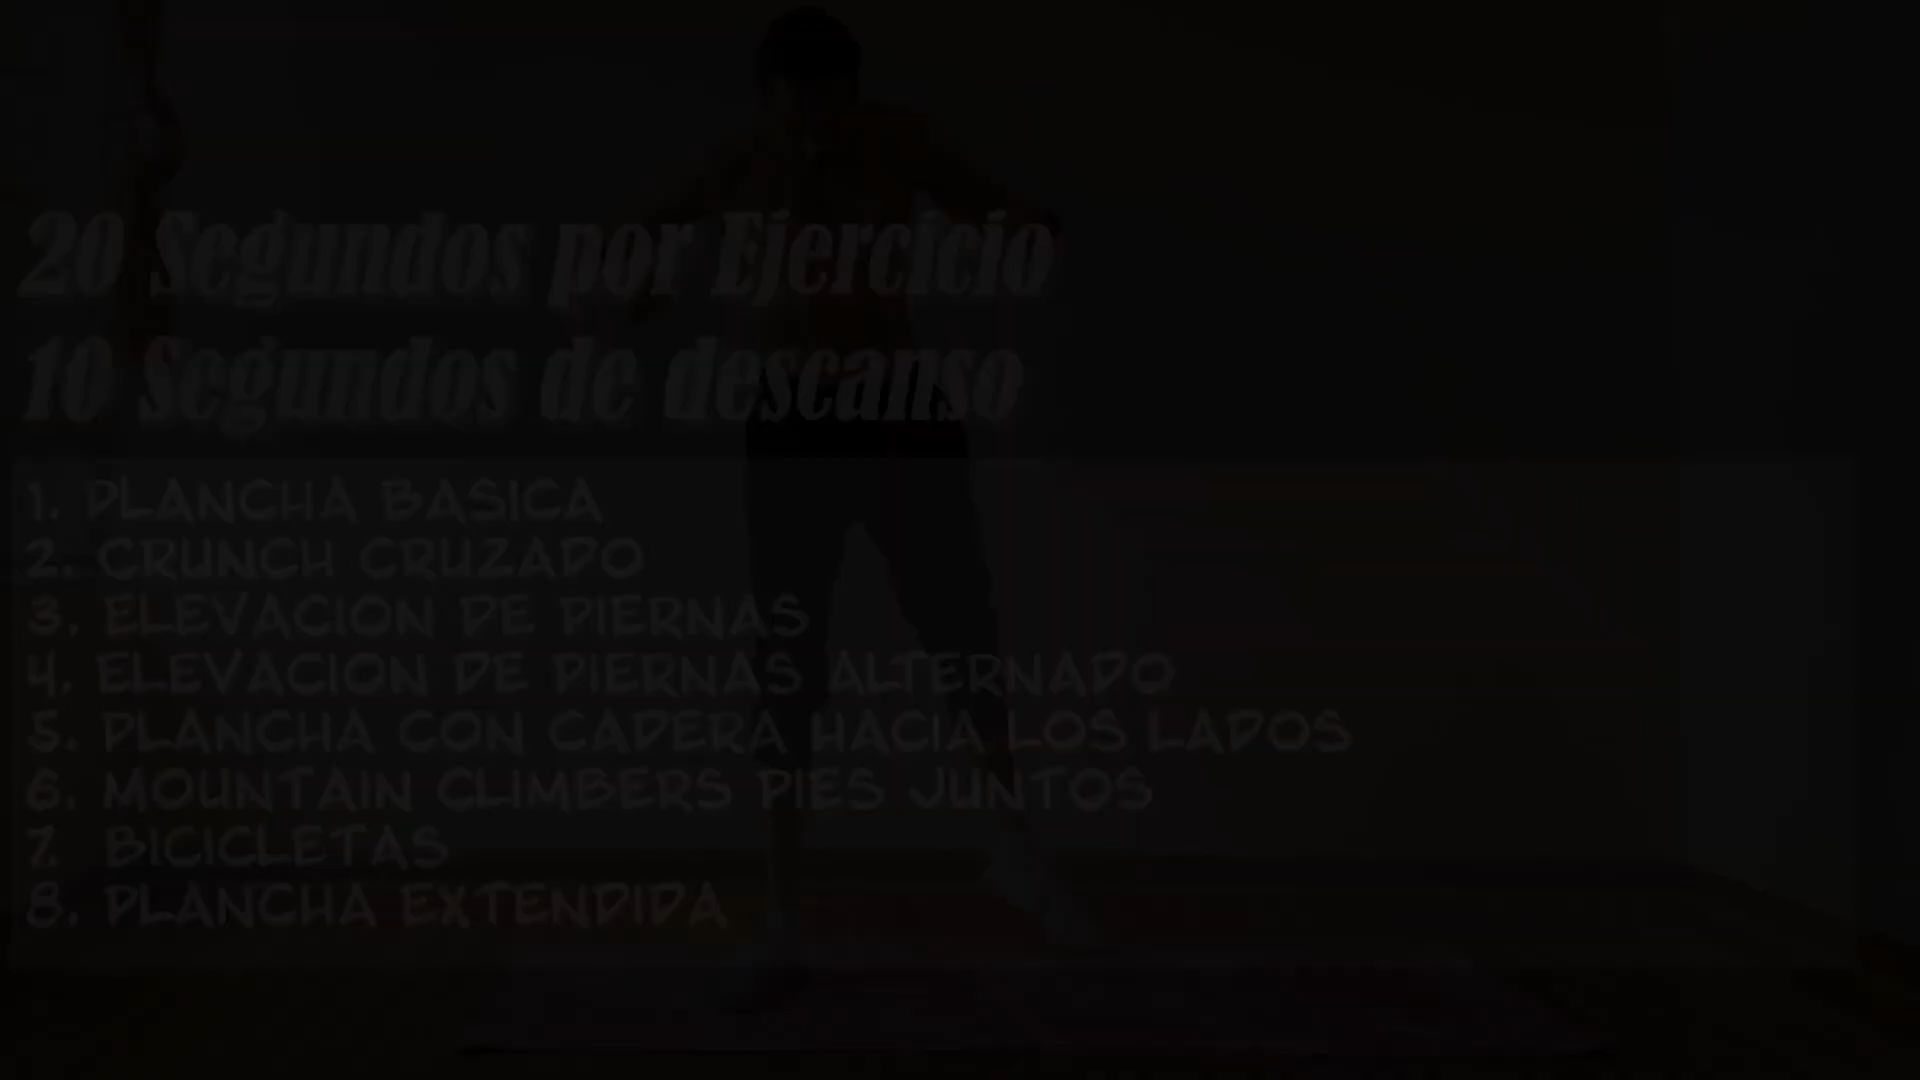 20 Segundos por Ejercicio
10 Segundos de descanso
1. PLANCHA BASICA
2. CRUNCH CRUZADO
3. ELEVACION DE PIERNAS
4. ELEVACION DE PIERNAS ALTERNADO
5. PLANCHA CON CADERA HACIA LOS LADOS
6. MOUNTAIN CLIMBERS PIES JUNTOS
7. BICICLETAS
8. PLANCHA EXTENDIDA